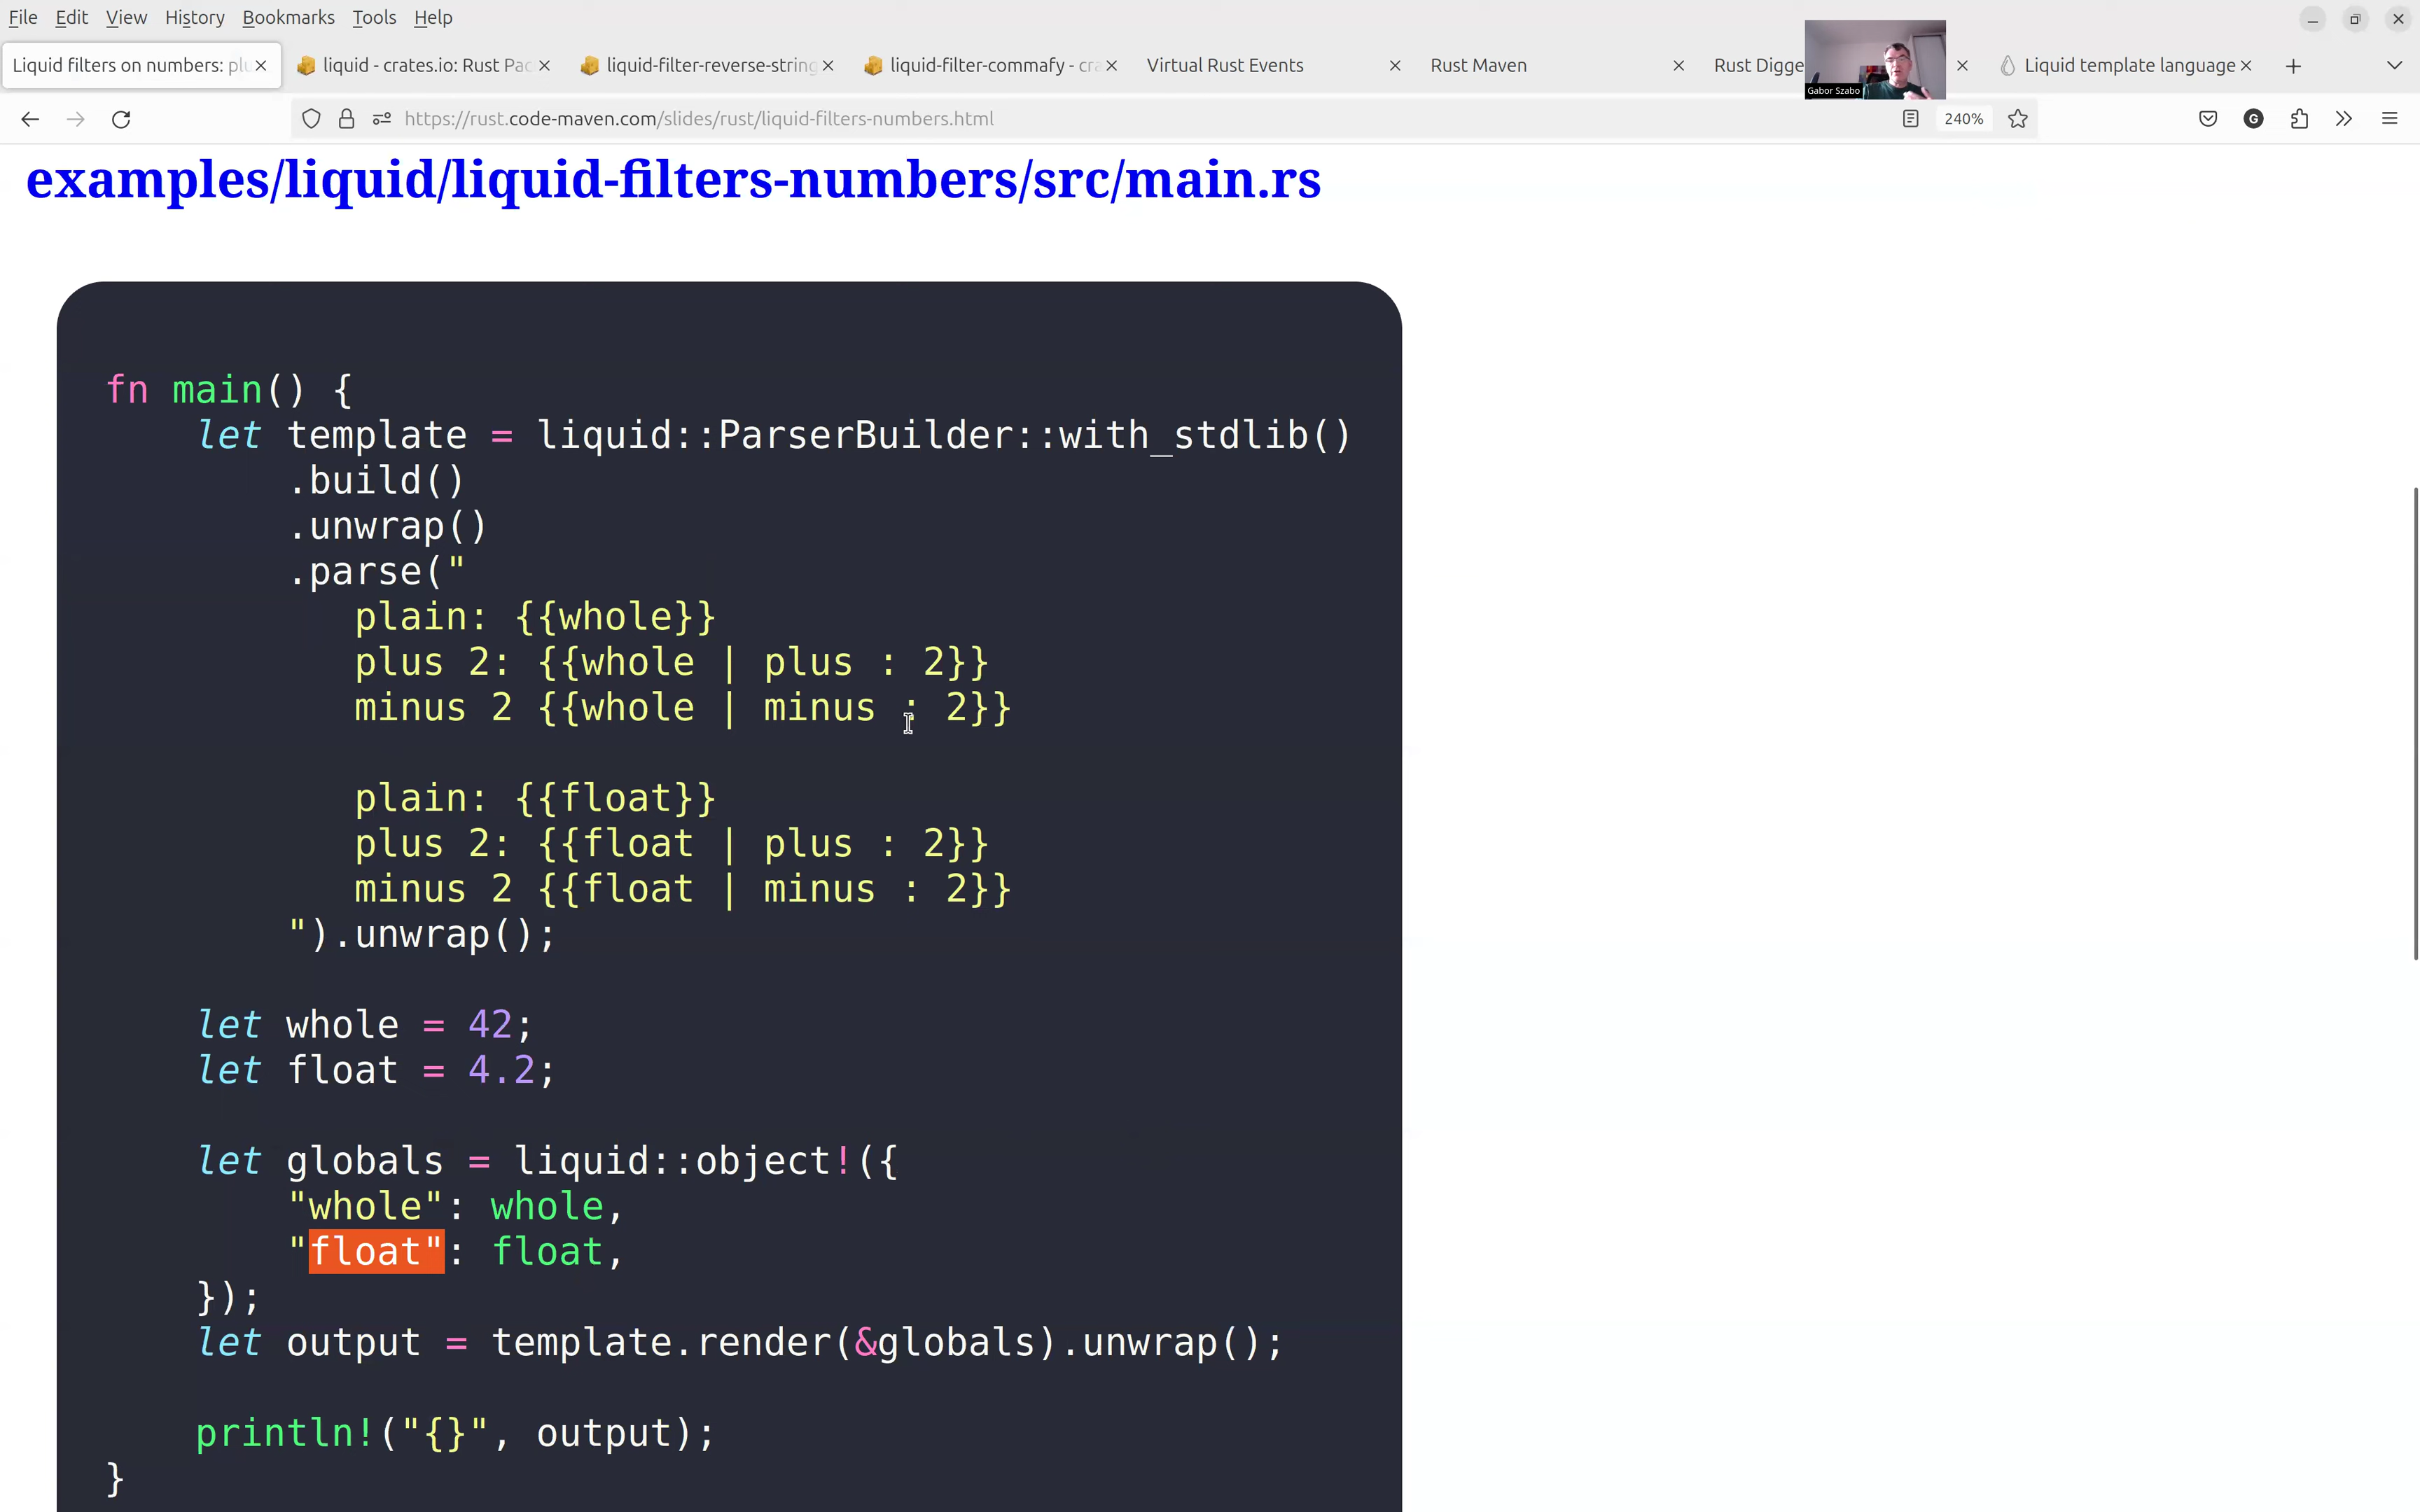 File Edit View History Bookmarks Tools Help
Liquid filters on numbers: plu
liquid - crates.io: Rust Pac
liquid-filter-reverse-string
liquid-filter-commafy - cra
Virtual Rust Events
Rust Maven
Rust Digge
Liquid template language
Gabor Szabo
https://rust.code-maven.com/slides/rust/liquid-filters-numbers.html
240%
G
examples/liquid/liquid-filters-numbers/src/main.rs
fn main() {
    let template = liquid::ParserBuilder::with_stdlib()
        .build()
        .unwrap()
        .parse("
           plain: {{whole}}
           plus 2: {{whole | plus : 2}}
           minus 2 {{whole | minus : 2}}
           plain: {{float}}
           plus 2: {{float | plus : 2}}
           minus 2 {{float | minus : 2}}
        ").unwrap();
    let whole = 42;
    let float = 4.2;
    let globals = liquid::object!({
        "whole": whole,
        "float": float,
    });
    let output = template.render(&globals).unwrap();
    println!("{}", output);
}